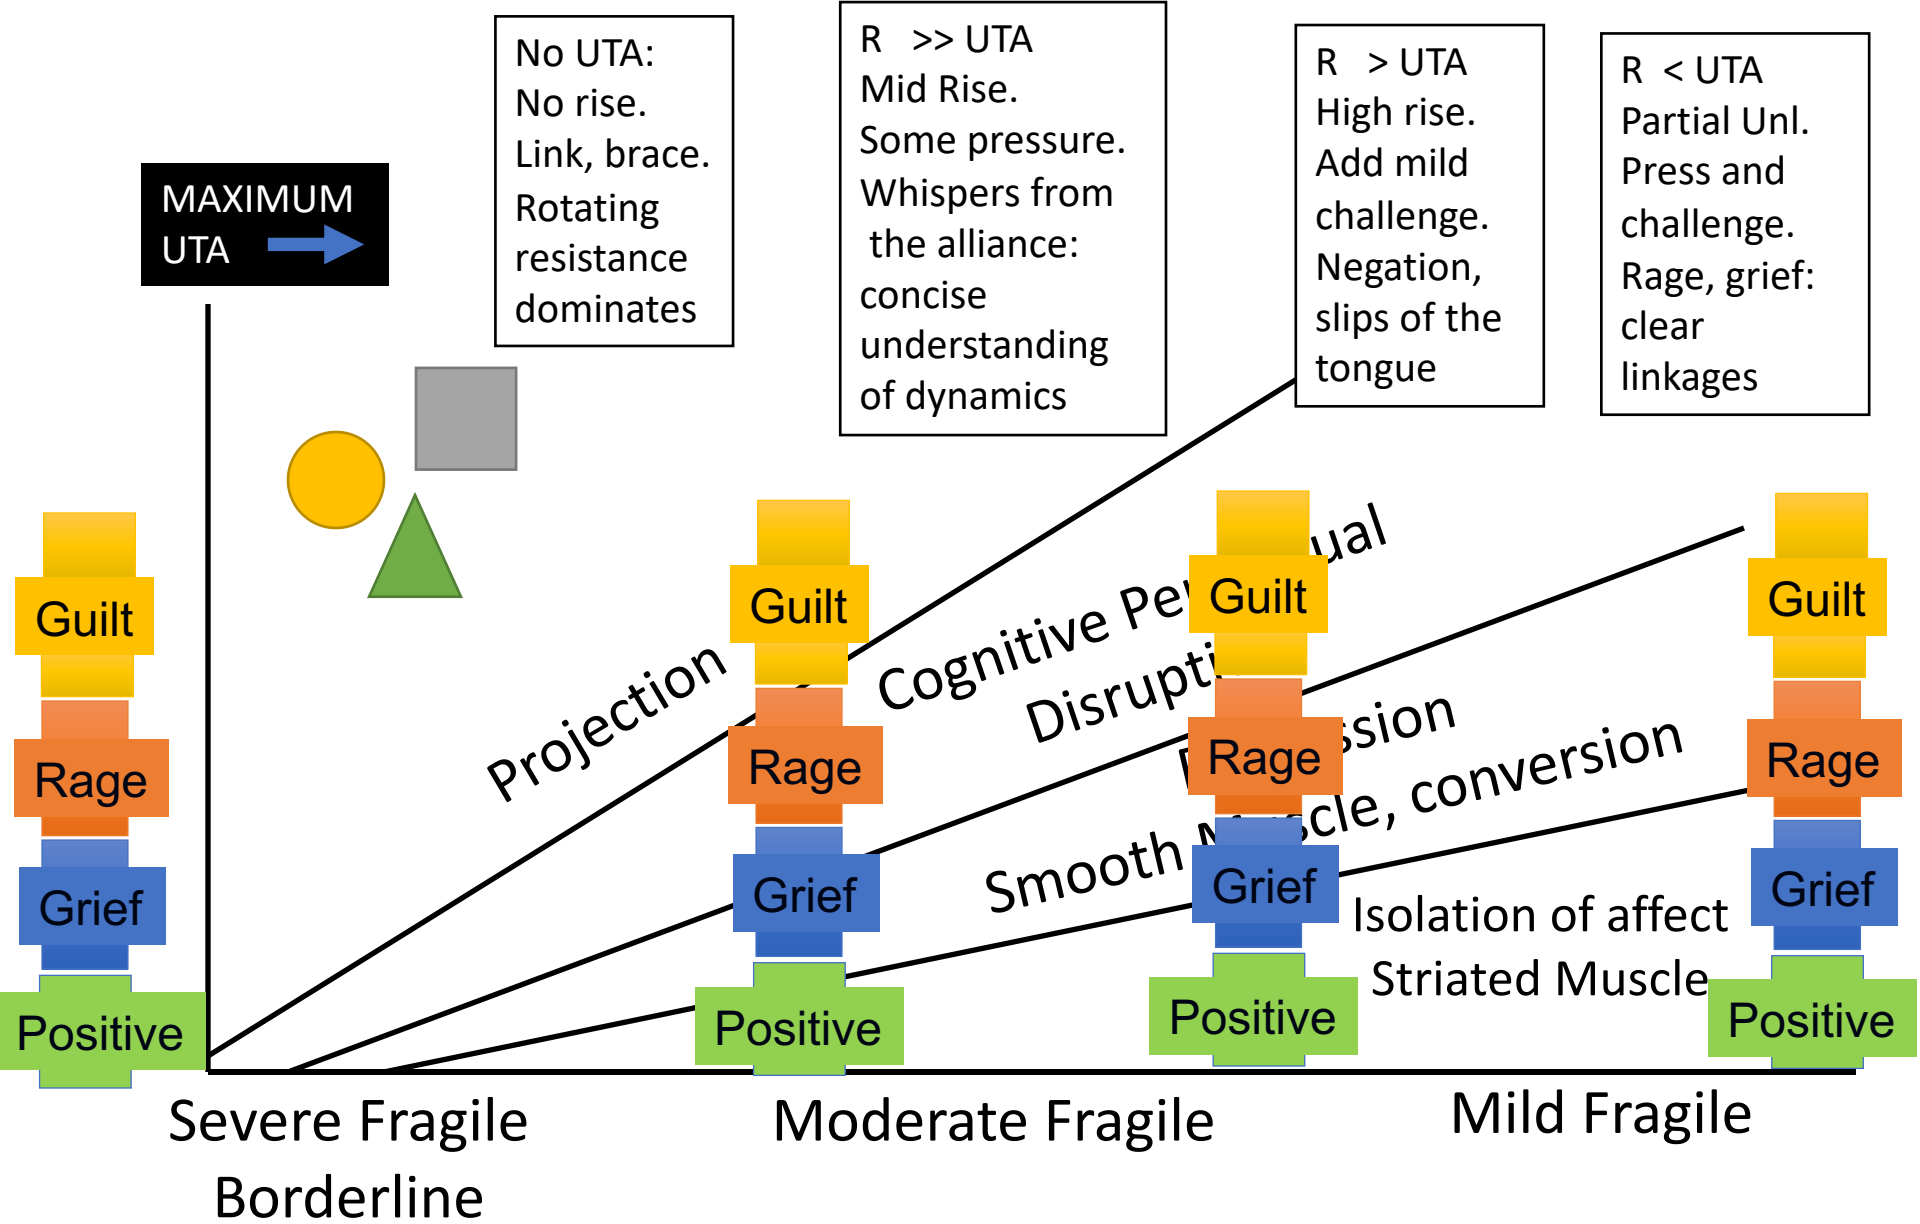 No UTA:
No rise.
Link, brace.
Rotating
resistance
dominates
R >> UTA
Mid Rise.
Some pressure.
Whispers from
the alliance:
concise
understanding
of dynamics
R > UTA
High rise.
Add mild
challenge.
Negation,
slips of the
tongue
R < UTA
Partial Unl.
Press and
challenge.
Rage, grief:
clear
linkages
MAXIMUM
UTA
Projection
Cognitive
Smooth
conversion
Isolation of affect
Striated Muscle
Guilt
Rage
Grief
Positive
Guilt
Rage
Grief
Positive
Guilt
Rage
Grief
Positive
Guilt
Rage
Grief
Positive
Severe Fragile
Borderline
Moderate Fragile
Mild Fragile